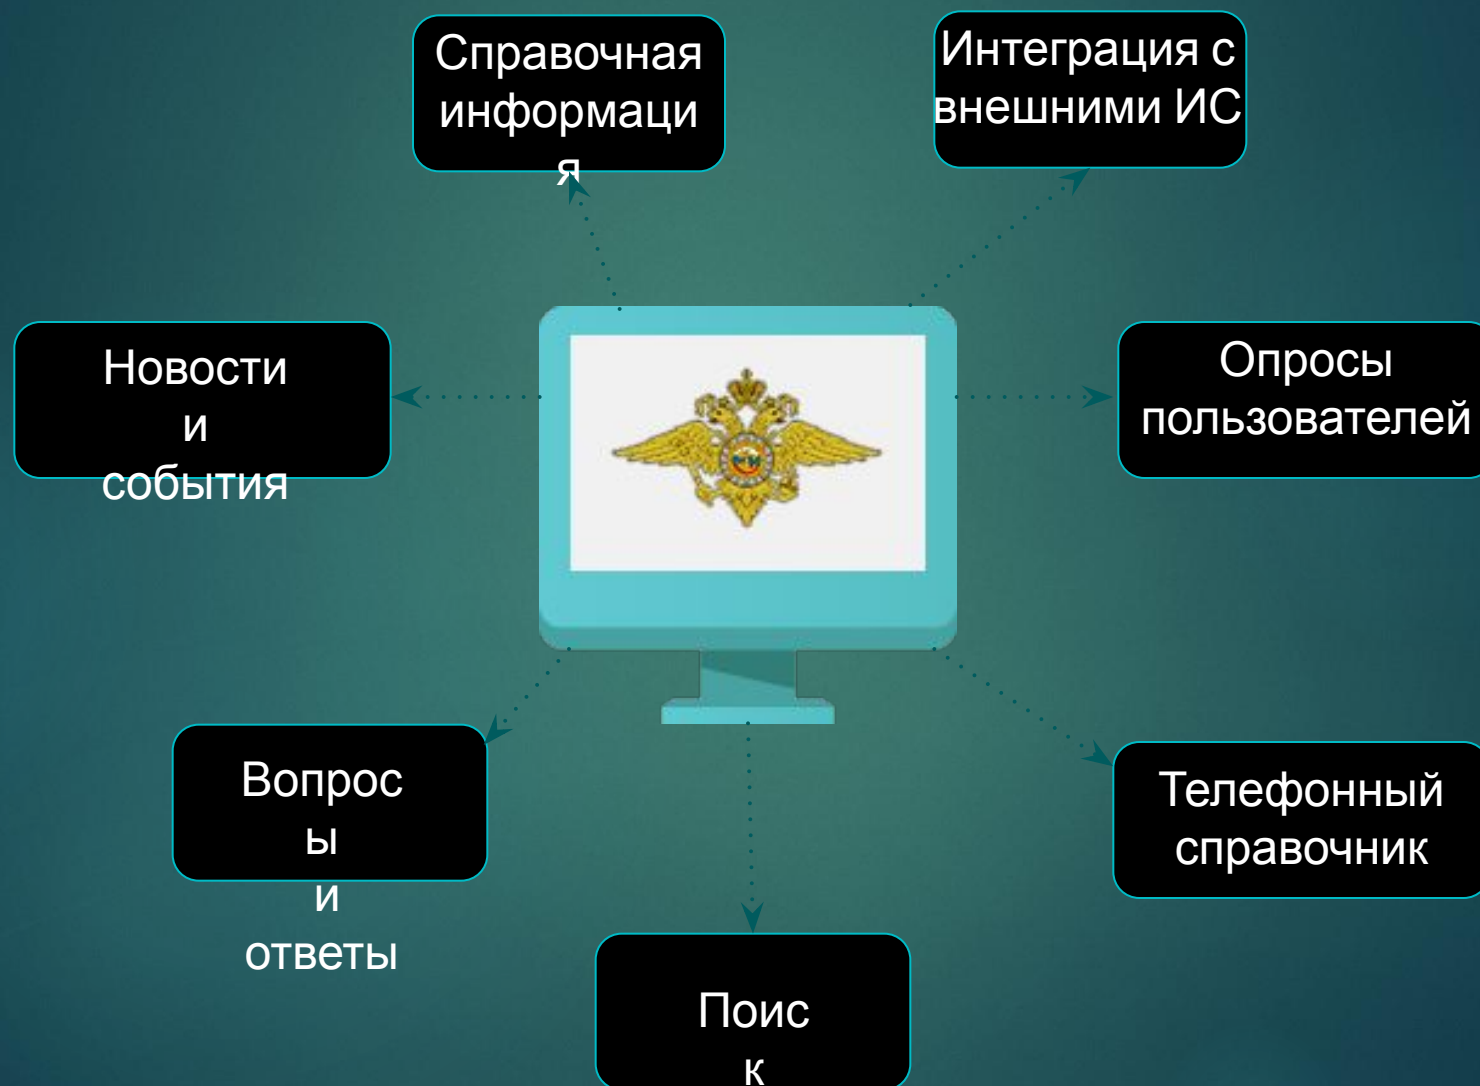 Справочная
информаци
я
Интеграция с
внешними ИС
Новости
и
события
Опросы
пользователей
Вопрос
ы
и
ответы
Телефонный
справочник
Поис
к